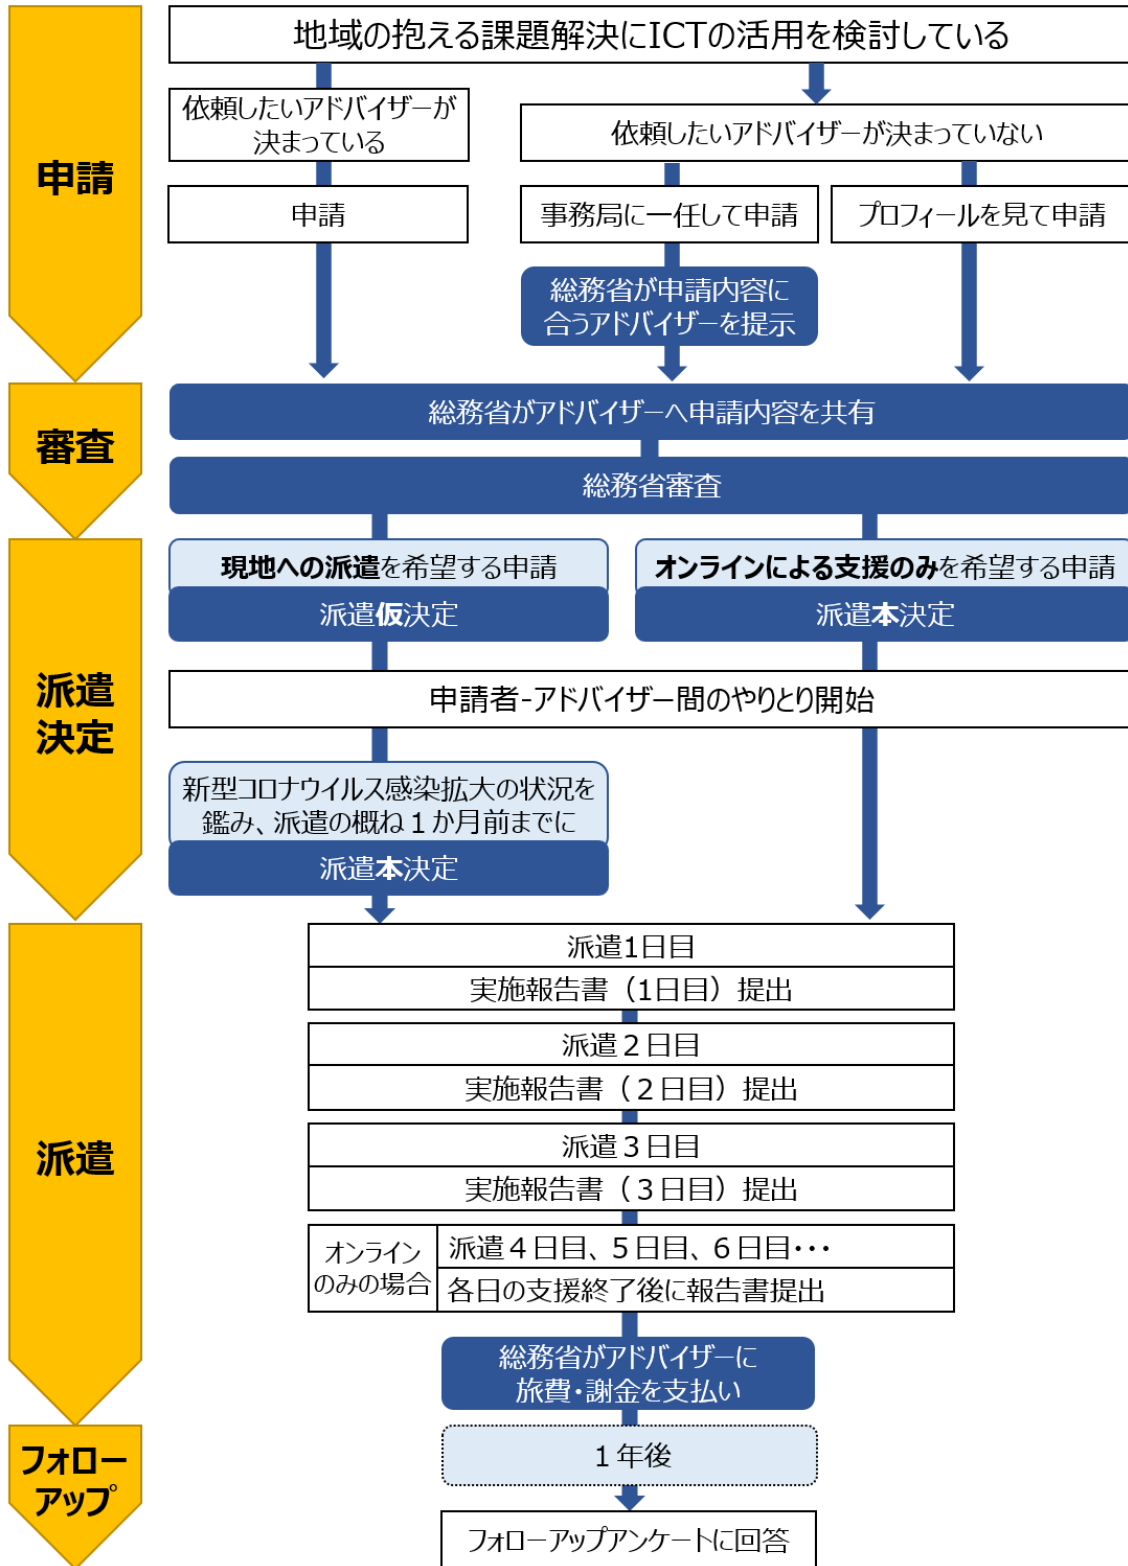 地域の抱える課題解決にICTの活用を検討している
申請
依頼したいアドバイザーが
決まっている
依頼したいアドバイザーが決まっていない
申請
事務局に一任して申請
プロフィールを見て申請
総務省が申請内容に
合うアドバイザーを提示
審査
総務省がアドバイザーへ申請内容を共有
総務省審査
派遣
決定
現地への派遣を希望する申請
派遣仮決定
オンラインによる支援のみを希望する申請
派遣本決定
申請者-アドバイザー間のやりとり開始
新型コロナウイルス感染拡大の状況を
鑑み、派遣の概ね1か月前までに
派遣本決定
派遣
派遣1日目
実施報告書（1日目）提出
派遣２日目
実施報告書（２日目）提出
派遣３日目
実施報告書（３日目）提出
オンライン
のみの場合
派遣４日目、５日目、６日目・・・
各日の支援終了後に報告書提出
総務省がアドバイザーに
旅費・謝金を支払い
フォロー
アップ
１年後
フォローアップアンケートに回答